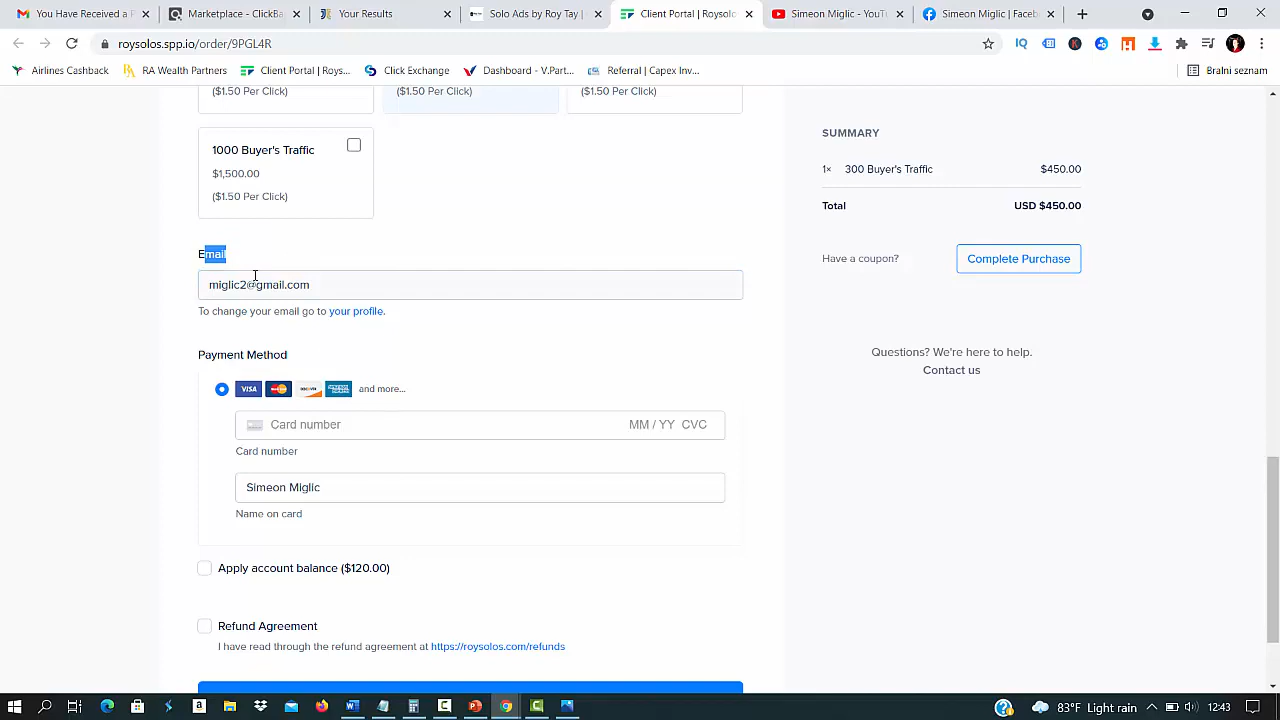 You Have Received a P
Marketplace - ClickBa
Your Results
Solo Ads by Roy Tay |
Client Portal | Roysolo
Simeon Miglic - YouTu
Simeon Miglic | Faceb
roysolos.spp.io/order/9PGL4R
Airlines Cashback
RA Wealth Partners
Client Portal | Roys...
Click Exchange
Dashboard - V.Part...
Referral | Capex Inv...
Bralni seznam
($1.50 Per Click)
($1.50 Per Click)
($1.50 Per Click)
1000 Buyer's Traffic
$1,500.00
($1.50 Per Click)
SUMMARY
1× 300 Buyer's Traffic $450.00
Total USD $450.00
Have a coupon?
Complete Purchase
Questions? We're here to help.
Contact us
Email
miglic2@gmail.com
To change your email go to your profile.
Payment Method
VISA
and more...
Card number MM / YY CVC
Card number
Simeon Miglic
Name on card
Apply account balance ($120.00)
Refund Agreement
I have read through the refund agreement at https://roysolos.com/refunds
83°F Light rain
12:43